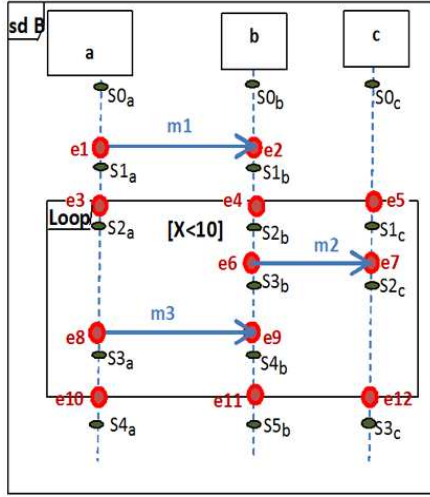 sd B
a b c
S0a S0b S0c
m1
e1 e2
S1a S1b
e3 e4 e5
Loop S2a [X<10] S2b S1c
e6 m2 e7
S3b S2c
m3
e8 e9
S3a S4b
e10 e11 e12
S4a S5b S3c